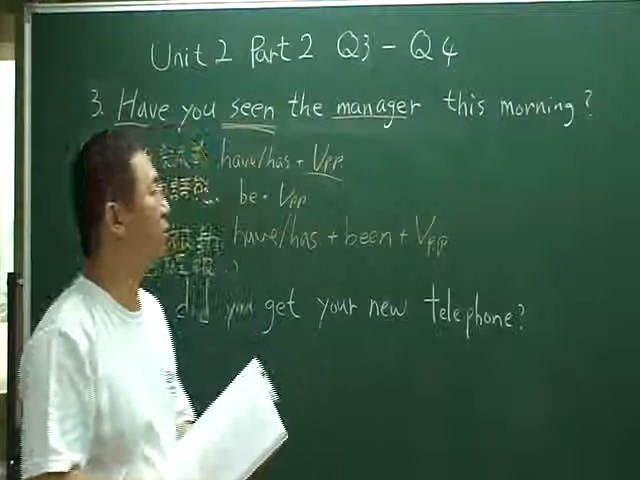 Unit 2 Part 2 Q3 - Q4
3. Have you seen the manager this morning?
have/has + Vpp.
be + Vpp.
have/has + been + Vpp
did you get your new telephone?